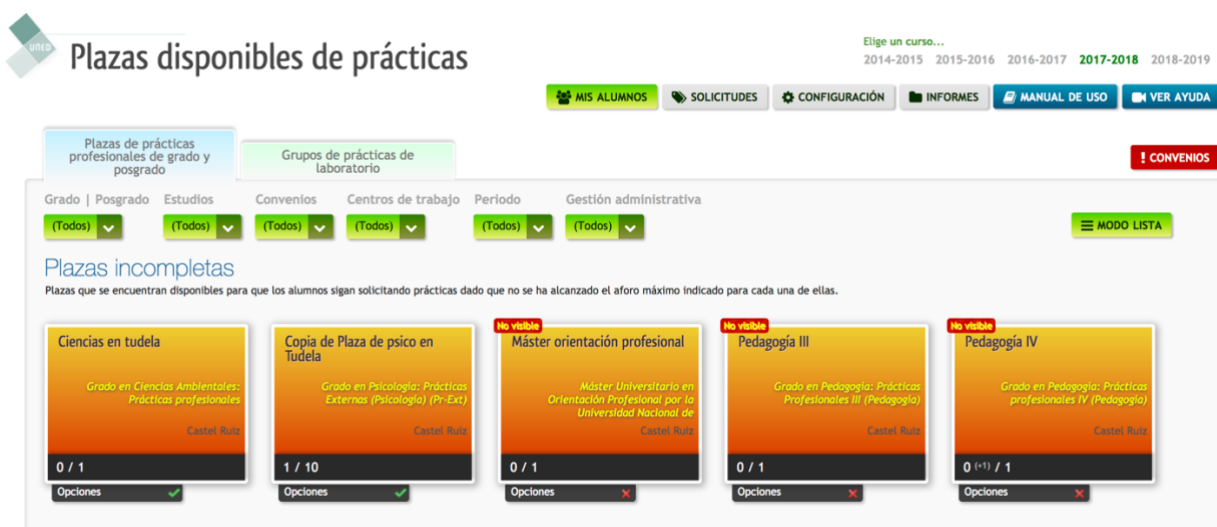 UNED
Plazas disponibles de prácticas
Elige un curso...
2014-2015 2015-2016 2016-2017 2017-2018 2018-2019
MIS ALUMNOS SOLICITUDES CONFIGURACIÓN INFORMES MANUAL DE USO VER AYUDA
Plazas de prácticas
profesionales de grado y
posgrado
Grupos de prácticas de
laboratorio
! CONVENIOS
Grado | Posgrado Estudios Convenios Centros de trabajo Periodo Gestión administrativa
(Todos) (Todos) (Todos) (Todos) (Todos) (Todos)
MODO LISTA
Plazas incompletas
Plazas que se encuentran disponibles para que los alumnos sigan solicitando prácticas dado que no se ha alcanzado el aforo máximo indicado para cada una de ellas.
Ciencias en tudela
Grado en Ciencias Ambientales:
Prácticas profesionales
Castel Ruiz
0 / 1
Opciones
Copia de Plaza de psico en
Tudela
Grado en Psicología: Prácticas
Externas (Psicología) (Pr-Ext)
Castel Ruiz
1 / 10
Opciones
No visible
Máster orientación profesional
Máster Universitario en
Orientación Profesional por la
Universidad Nacional de
Castel Ruiz
0 / 1
Opciones
No visible
Pedagogía III
Grado en Pedagogía: Prácticas
Profesionales III (Pedagogía)
Castel Ruiz
0 / 1
Opciones
No visible
Pedagogía IV
Grado en Pedagogía: Prácticas
profesionales IV (Pedagogía)
Castel Ruiz
0 (+1) / 1
Opciones